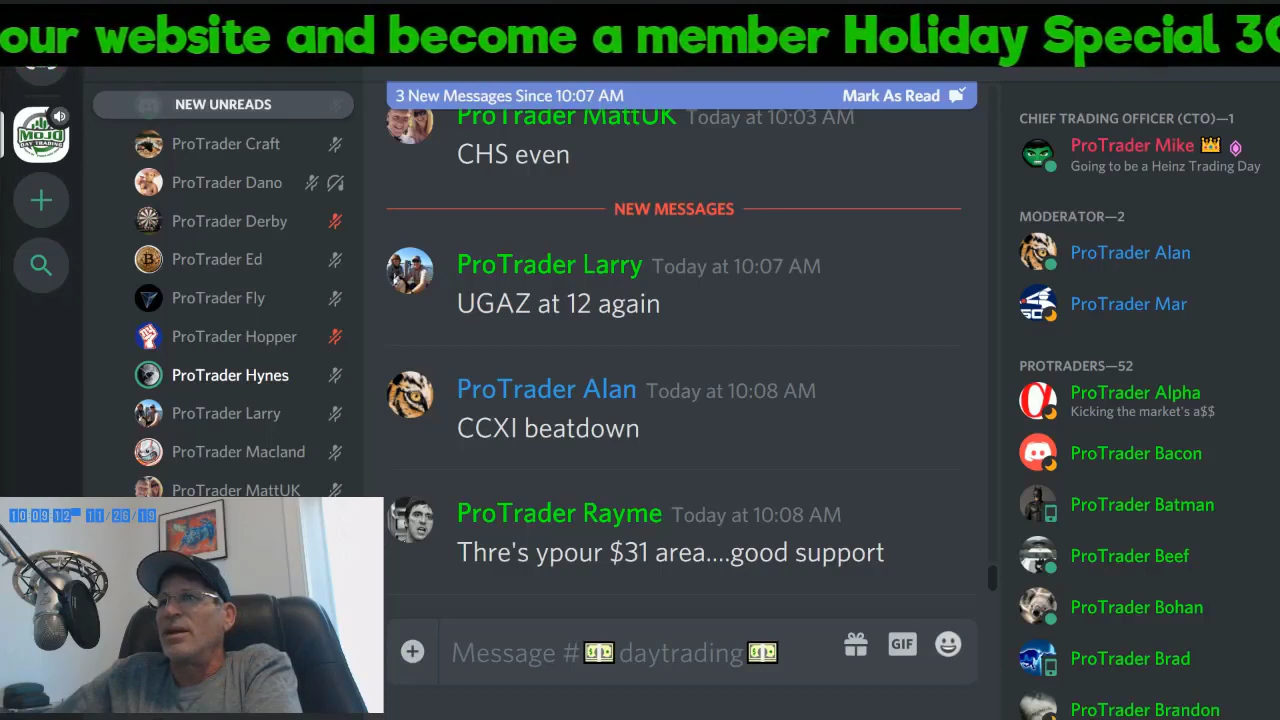 our website and become a member Holiday Special 30
NEW UNREADS
MOJO
DAY TRADING
ProTrader Craft
ProTrader Dano
ProTrader Derby
ProTrader Ed
ProTrader Fly
ProTrader Hopper
ProTrader Hynes
ProTrader Larry
ProTrader Macland
ProTrader MattUK
10:09:12 11/26/19
3 New Messages Since 10:07 AM
Mark As Read
ProTrader MattUK Today at 10:03 AM
CHS even
NEW MESSAGES
ProTrader Larry Today at 10:07 AM
UGAZ at 12 again
ProTrader Alan Today at 10:08 AM
CCXI beatdown
ProTrader Rayme Today at 10:08 AM
Thre's ypour $31 area....good support
Message #💵daytrading💵
GIF
CHIEF TRADING OFFICER (CTO)—1
ProTrader Mike
Going to be a Heinz Trading Day
MODERATOR—2
ProTrader Alan
ProTrader Mar
PROTRADERS—52
ProTrader Alpha
Kicking the market's a$$
ProTrader Bacon
ProTrader Batman
ProTrader Beef
ProTrader Bohan
ProTrader Brad
ProTrader Brandon